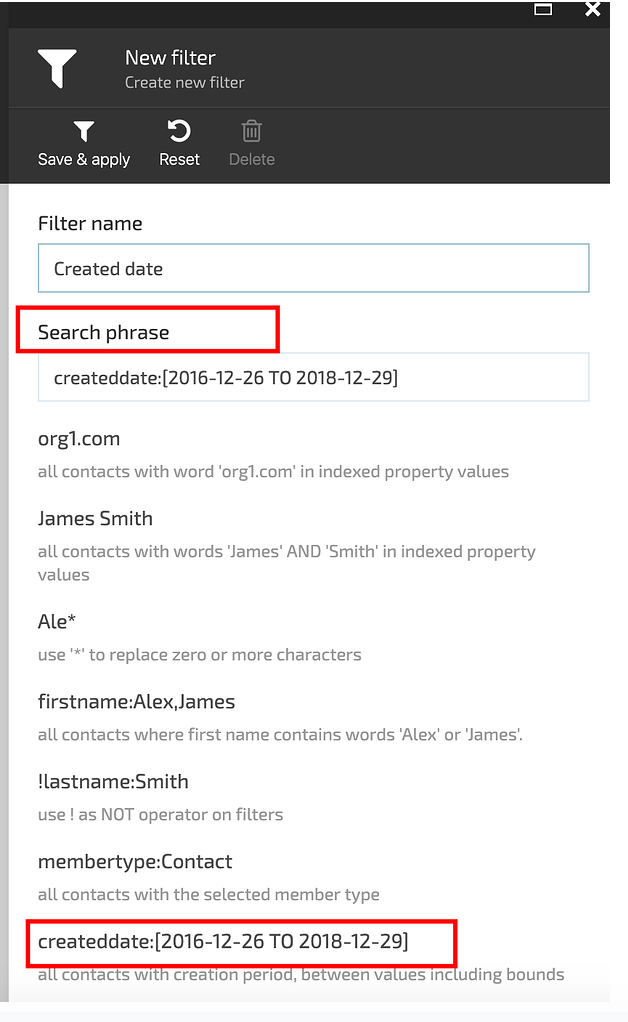 New filter
Create new filter
Save & apply
Reset
Delete
Filter name
Created date
Search phrase
createddate:[2016-12-26 TO 2018-12-29]
org1.com
all contacts with word 'org1.com' in indexed property values
James Smith
all contacts with words 'James' AND 'Smith' in indexed property
values
Ale*
use '*' to replace zero or more characters
firstname:Alex,James
all contacts where first name contains words 'Alex' or 'James'.
!lastname:Smith
use ! as NOT operator on filters
membertype:Contact
all contacts with the selected member type
createddate:[2016-12-26 TO 2018-12-29]
all contacts with creation period, between values including bounds